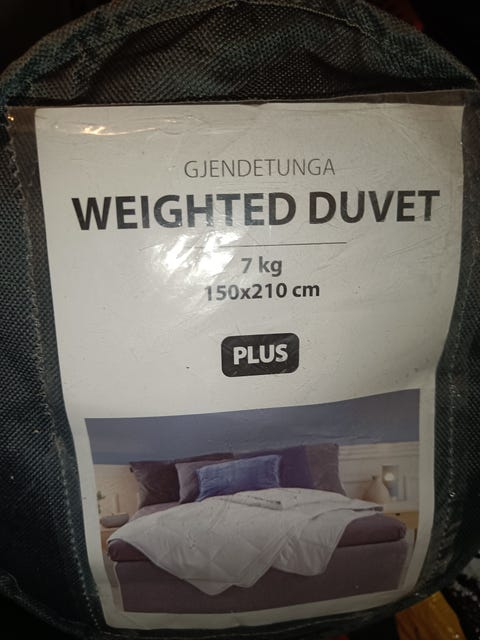 GJENDETUNGA
WEIGHTED DUVET
7 kg
150x210 cm
PLUS